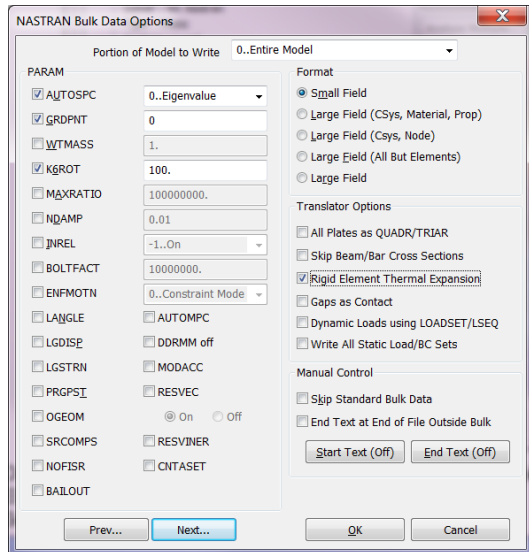 NASTRAN Bulk Data Options
Portion of Model to Write 0..Entire Model
PARAM
AUTOSPC 0..Eigenvalue
GRDPNT 0
WTMASS 1.
K6ROT 100.
MAXRATIO 100000000.
NDAMP 0.01
INREL -1..On
BOLTFACT 10000000.
ENFMOTN 0..Constraint Mode
LANGLE AUTOMPC
LGDISP DDRMM off
LGSTRN MODACC
PRGPST RESVEC
OGEOM On Off
SRCOMPS RESVINER
NOFISR CNTASET
BAILOUT
Format
Small Field
Large Field (CSys, Material, Prop)
Large Field (Csys, Node)
Large Field (All But Elements)
Large Field
Translator Options
All Plates as QUADR/TRIAR
Skip Beam/Bar Cross Sections
Rigid Element Thermal Expansion
Gaps as Contact
Dynamic Loads using LOADSET/LSEQ
Write All Static Load/BC Sets
Manual Control
Skip Standard Bulk Data
End Text at End of File Outside Bulk
Start Text (Off) End Text (Off)
Prev... Next... OK Cancel